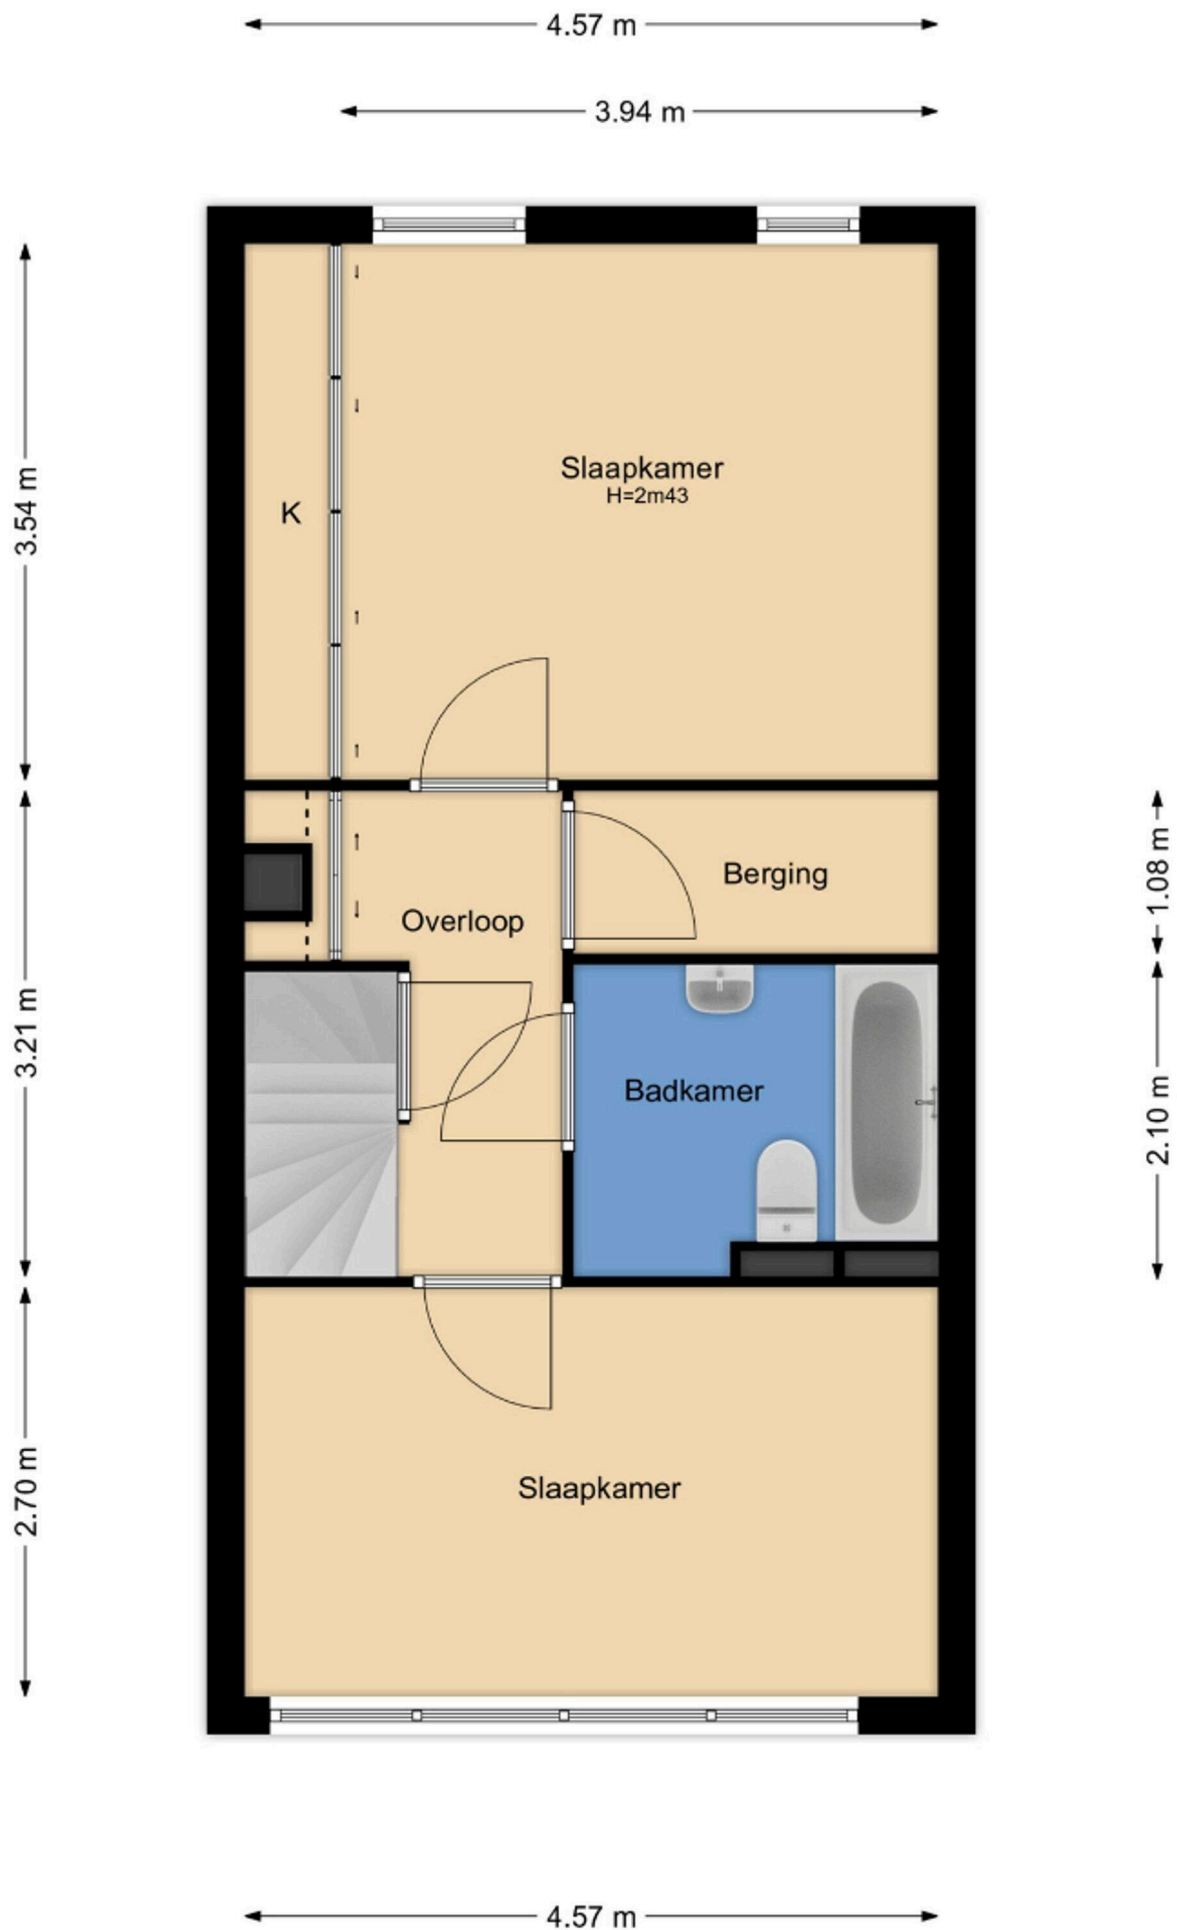 4.57 m
3.94 m
3.54 m
Slaapkamer
H=2m43
K
1.08 m
Berging
Overloop
3.21 m
Badkamer
2.10 m
2.70 m
Slaapkamer
4.57 m